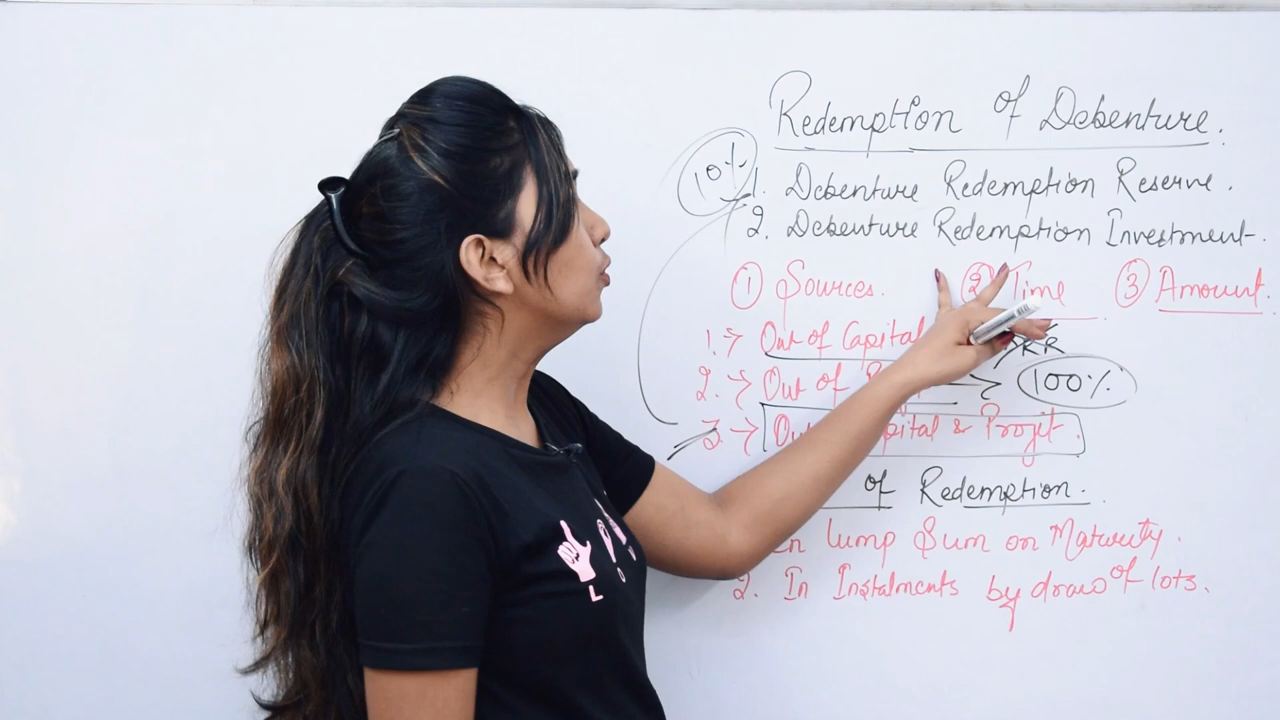 Redemption of Debenture.
10% 1. Debenture Redemption Reserve.
2. Debenture Redemption Investment.
① Sources. ② Time ③ Amount.
1. → Out of Capital
2. → Out of → 100%
3 → Out & Profit.
of Redemption.
Lump Sum on Maturity.
2. In Instalments by draw of lots.
L O